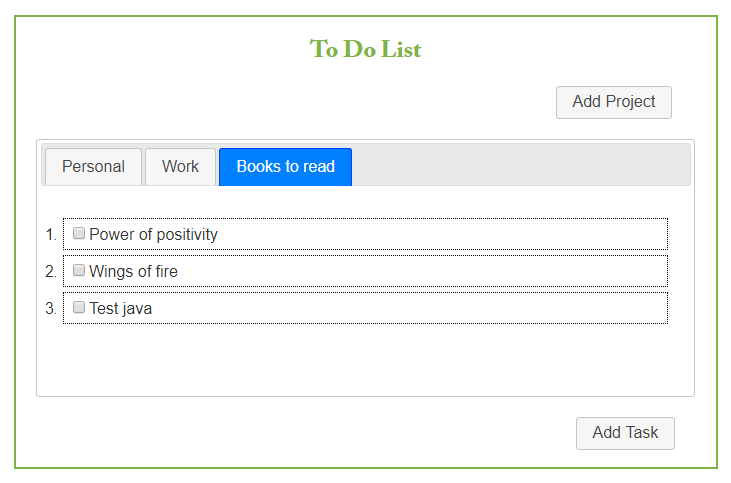 To Do List
Add Project
Personal Work Books to read
1. Power of positivity
2. Wings of fire
3. Test java
Add Task